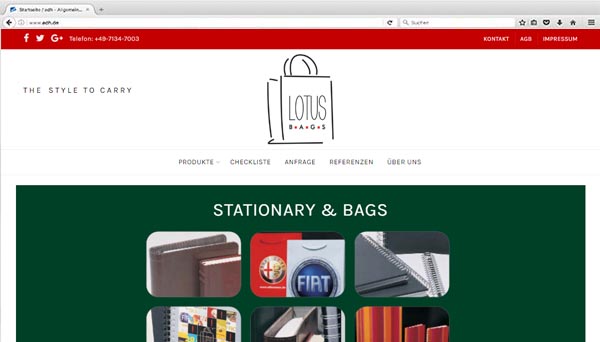 Startseite / adh - Allgemein...
www.adh.de
Suchen
Telefon: +49-7134-7003
KONTAKT AGB IMPRESSUM
THE STYLE TO CARRY
LOTUS
BAGS
PRODUKTE CHECKLISTE ANFRAGE REFERENZEN ÜBER UNS
STATIONARY & BAGS
FIAT